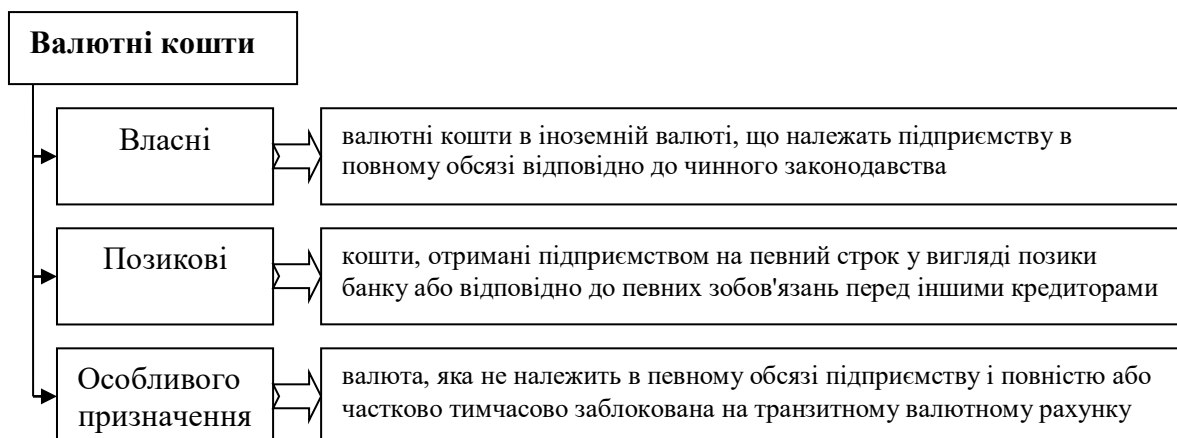 Валютні кошти
Власні
валютні кошти в іноземній валюті, що належать підприємству в
повному обсязі відповідно до чинного законодавства
Позикові
кошти, отримані підприємством на певний строк у вигляді позики
банку або відповідно до певних зобов'язань перед іншими кредиторами
Особливого
призначення
валюта, яка не належить в певному обсязі підприємству і повністю або
частково тимчасово заблокована на транзитному валютному рахунку